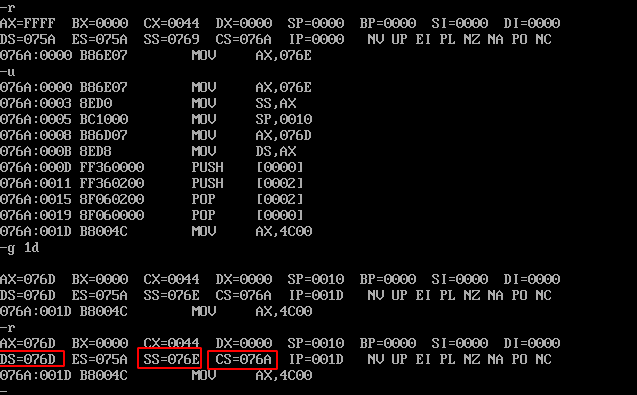 -r
AX=FFFF BX=0000 CX=0044 DX=0000 SP=0000 BP=0000 SI=0000 DI=0000
DS=075A ES=075A SS=0769 CS=076A IP=0000 NV UP EI PL NZ NA PO NC
076A:0000 B86E07 MOV AX,076E
-u
076A:0000 B86E07 MOV AX,076E
076A:0003 8ED0 MOV SS,AX
076A:0005 BC1000 MOV SP,0010
076A:0008 B86D07 MOV AX,076D
076A:000B 8ED8 MOV DS,AX
076A:000D FF360000 PUSH [0000]
076A:0011 FF360200 PUSH [0002]
076A:0015 8F060200 POP [0002]
076A:0019 8F060000 POP [0000]
076A:001D B8004C MOV AX,4C00
-g 1d
AX=076D BX=0000 CX=0044 DX=0000 SP=0010 BP=0000 SI=0000 DI=0000
DS=076D ES=075A SS=076E CS=076A IP=001D NV UP EI PL NZ NA PO NC
076A:001D B8004C MOV AX,4C00
-r
AX=076D BX=0000 CX=0044 DX=0000 SP=0010 BP=0000 SI=0000 DI=0000
DS=076D ES=075A SS=076E CS=076A IP=001D NV UP EI PL NZ NA PO NC
076A:001D B8004C MOV AX,4C00
-